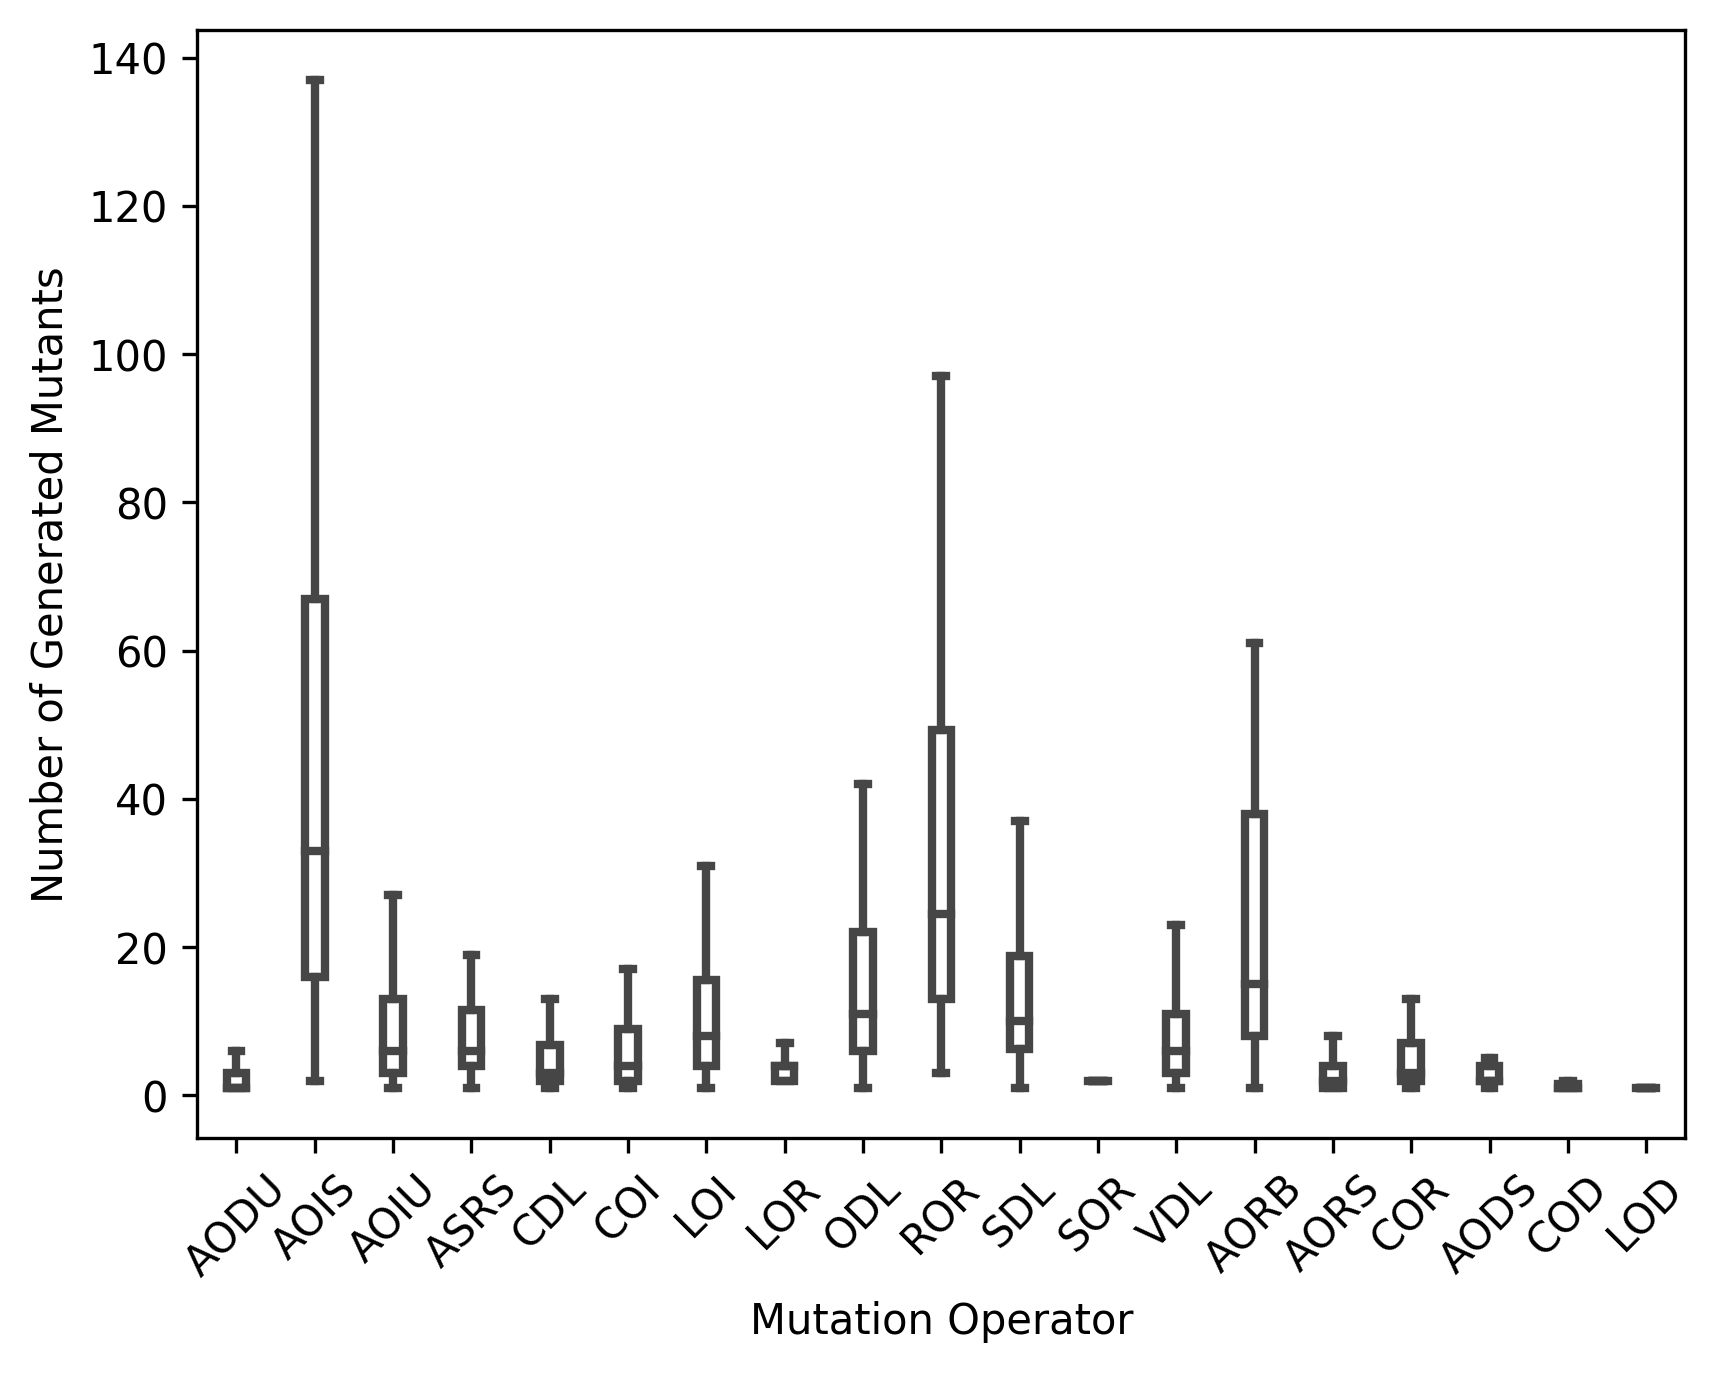 140
120
100
80
60
40
20
0
Number of Generated Mutants
AODU AOIS AOIU ASRS CDL COI LOI LOR ODL ROR SDL SOR VDL AORB AORS COR AODS COD LOD
Mutation Operator